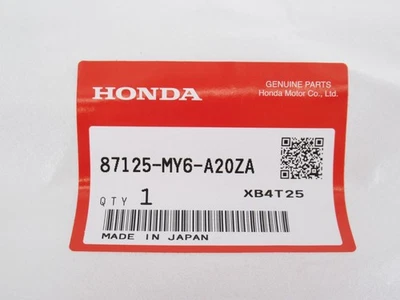 HONDA
GENUINE PARTS
Honda Motor Co., Ltd.
87125-MY6-A20ZA
QTY 1
XB4T25
MADE IN JAPAN